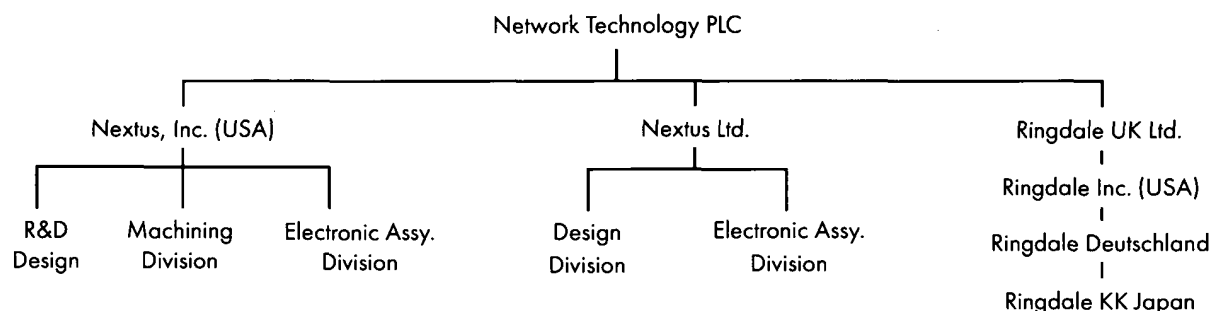 Network Technology PLC
Nextus, Inc. (USA)
Nextus Ltd.
Ringdale UK Ltd.
Ringdale Inc. (USA)
Ringdale Deutschland
Ringdale KK Japan
R&D
Design
Machining
Division
Electronic Assy.
Division
Design
Division
Electronic Assy.
Division